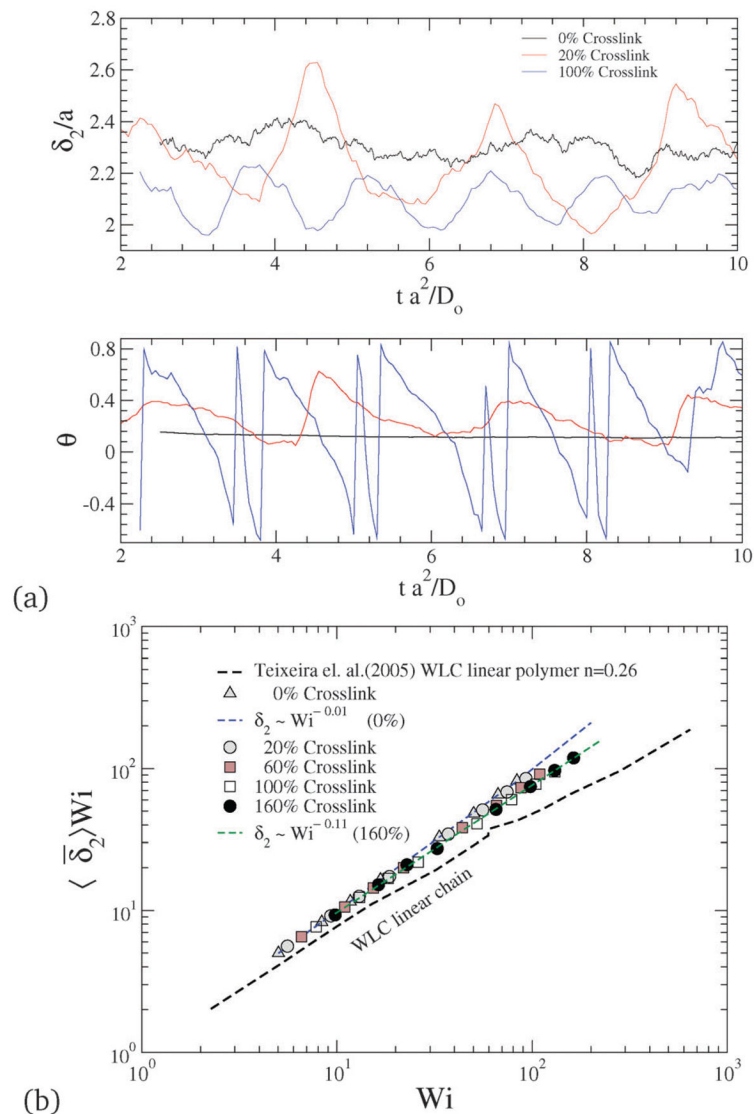 2.8
2.6
2.4
2.2
2
δ₂/a
0% Crosslink
20% Crosslink
100% Crosslink
2 4 6 8 10
t a²/Dₒ
0.8
0.4
0
-0.4
θ
2 4 6 8 10
t a²/Dₒ
(a)
10³
10²
10¹
10⁰
⟨ δ̅₂⟩Wi
Teixeira el. al.(2005) WLC linear polymer n=0.26
0% Crosslink
δ₂ ~ Wi⁻⁰·⁰¹ (0%)
20% Crosslink
60% Crosslink
100% Crosslink
160% Crosslink
δ₂ ~ Wi⁻⁰·¹¹ (160%)
WLC linear chain
10⁰ 10¹ 10² 10³
Wi
(b)